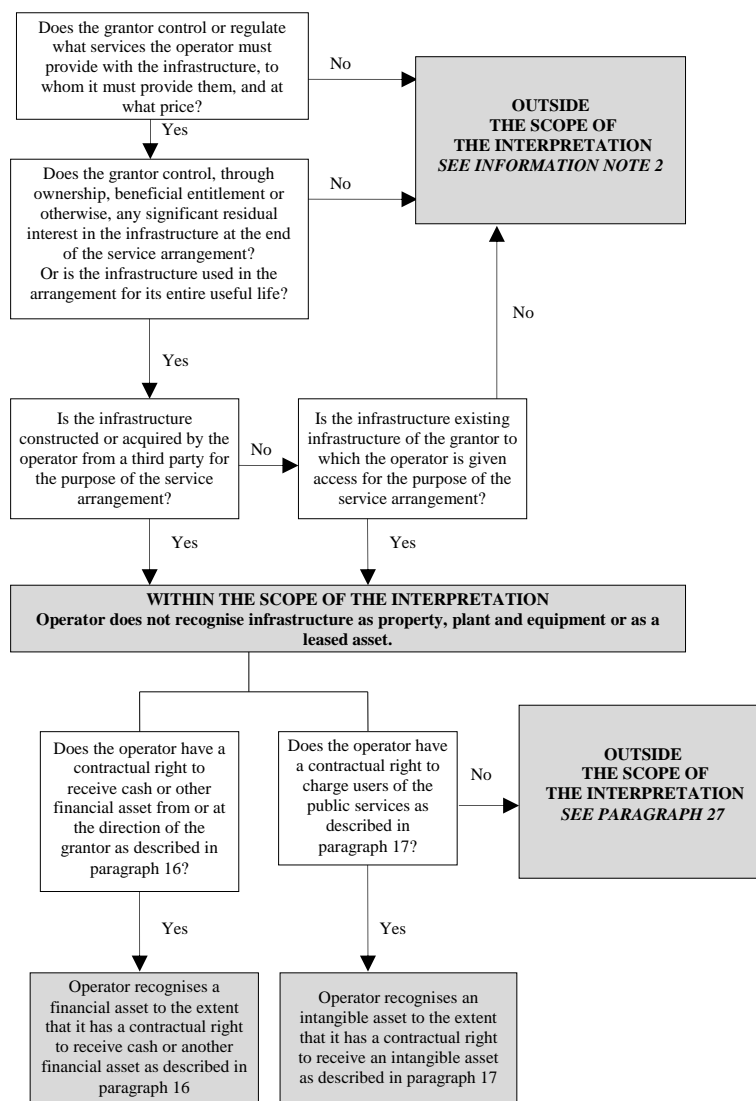 Does the grantor control or regulate
what services the operator must
provide with the infrastructure, to
whom it must provide them, and at
what price?
No
OUTSIDE
THE SCOPE OF
THE INTERPRETATION
SEE INFORMATION NOTE 2
Yes
Does the grantor control, through
ownership, beneficial entitlement or
otherwise, any significant residual
interest in the infrastructure at the end
of the service arrangement?
Or is the infrastructure used in the
arrangement for its entire useful life?
No
No
Yes
Is the infrastructure
constructed or acquired by the
operator from a third party for
the purpose of the service
arrangement?
No
Is the infrastructure existing
infrastructure of the grantor to
which the operator is given
access for the purpose of the
service arrangement?
Yes
Yes
WITHIN THE SCOPE OF THE INTERPRETATION
Operator does not recognise infrastructure as property, plant and equipment or as a
leased asset.
Does the operator have a
contractual right to
receive cash or other
financial asset from or at
the direction of the
grantor as described in
paragraph 16?
Does the operator have
a contractual right to
charge users of the
public services as
described in
paragraph 17?
No
OUTSIDE
THE SCOPE OF
THE INTERPRETATION
SEE PARAGRAPH 27
Yes
Yes
Operator recognises a
financial asset to the extent
that it has a contractual right
to receive cash or another
financial asset as described in
paragraph 16
Operator recognises an
intangible asset to the extent
that it has a contractual right
to receive an intangible asset
as described in paragraph 17